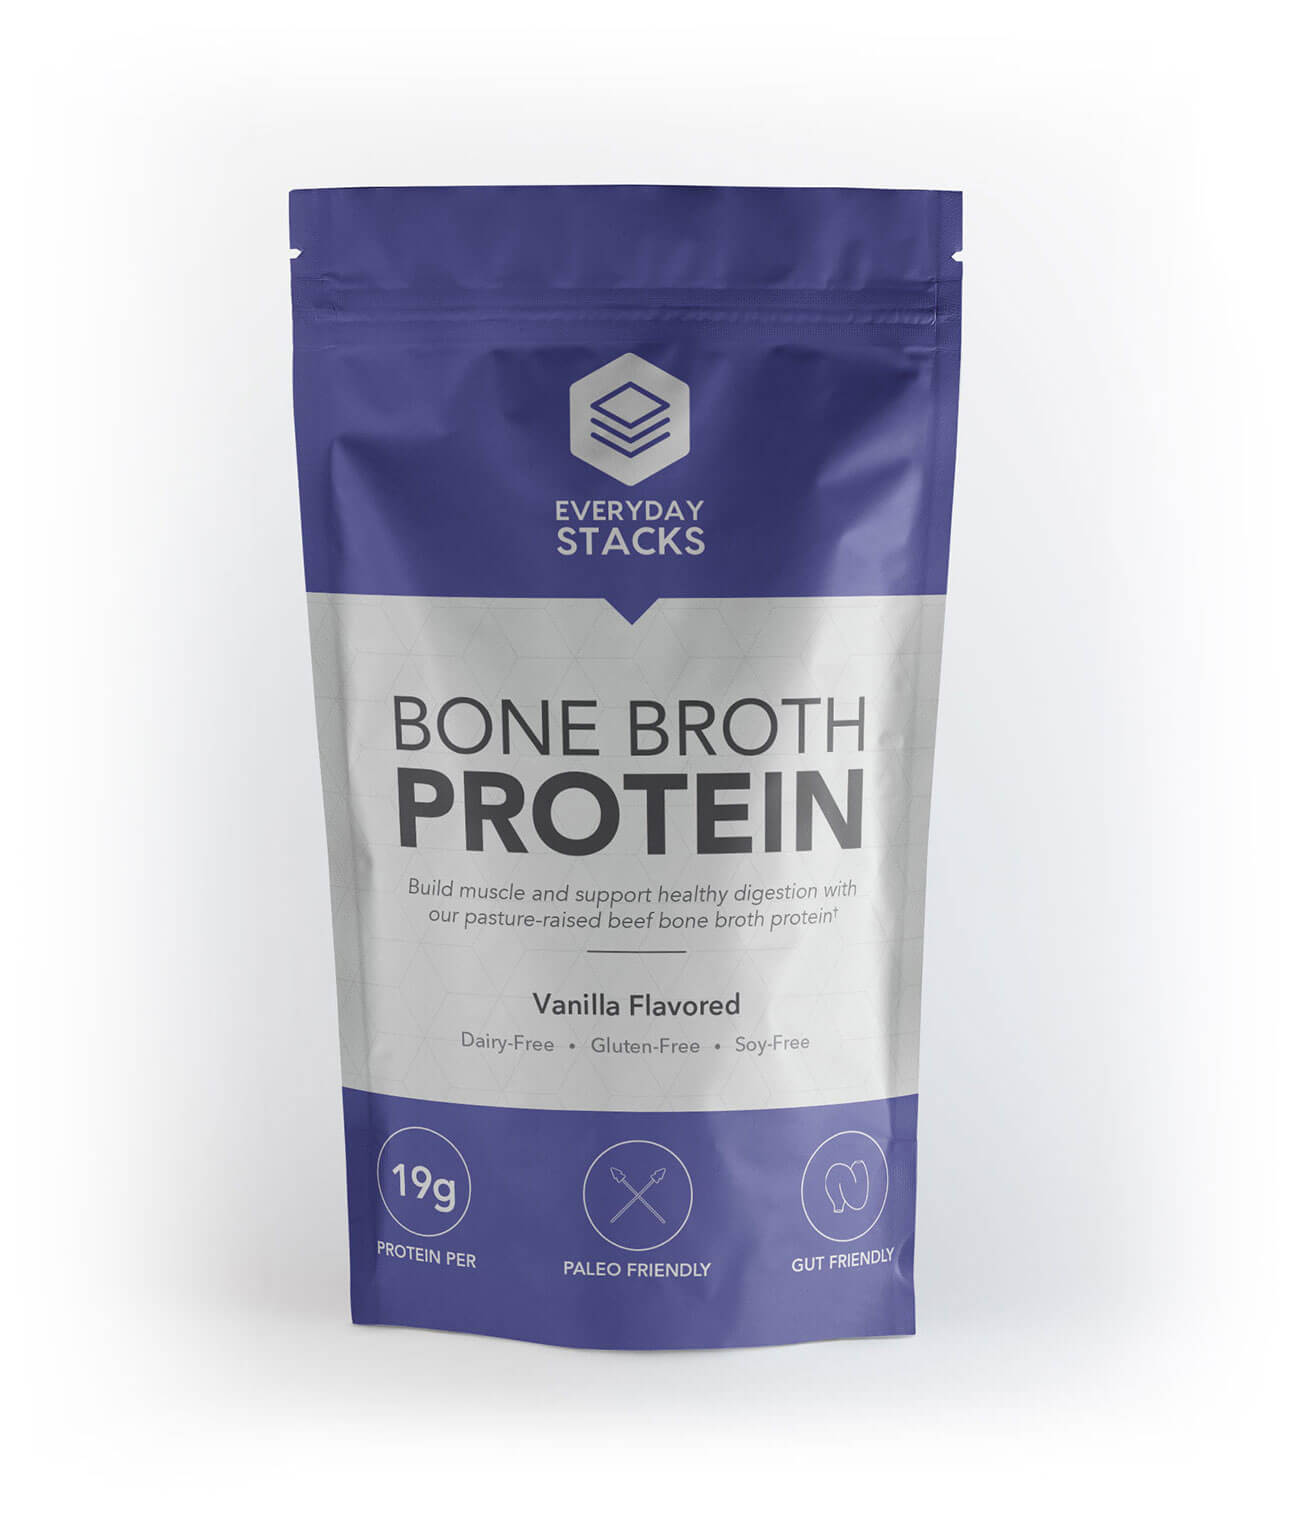 EVERYDAY
STACKS
BONE BROTH
PROTEIN
Build muscle and support healthy digestion with
our pasture-raised beef bone broth protein†
Vanilla Flavored
Dairy-Free • Gluten-Free • Soy-Free
19g
PROTEIN PER
PALEO FRIENDLY
GUT FRIENDLY